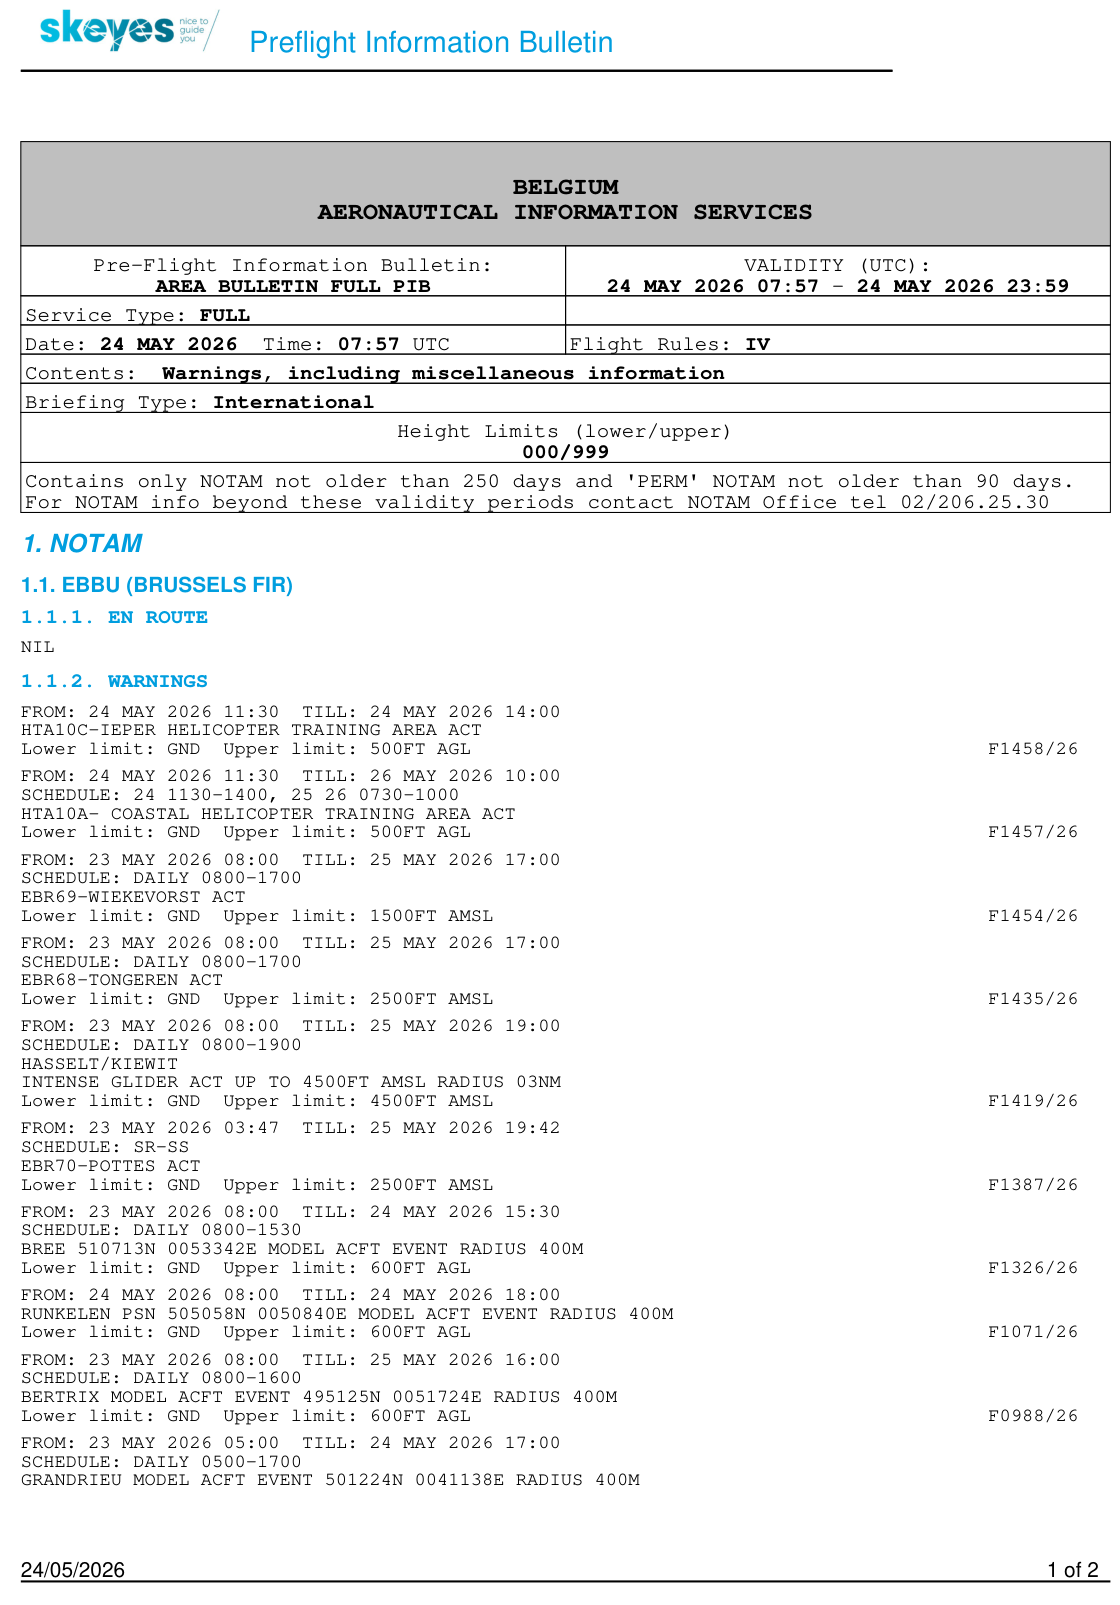 skeyes nice to guide you
Preflight Information Bulletin
BELGIUM
AERONAUTICAL INFORMATION SERVICES
Pre-Flight Information Bulletin:
AREA BULLETIN FULL PIB
VALIDITY (UTC):
24 MAY 2026 07:57 - 24 MAY 2026 23:59
Service Type: FULL
Date: 24 MAY 2026  Time: 07:57 UTC
Flight Rules: IV
Contents:  Warnings, including miscellaneous information
Briefing Type: International
Height Limits (lower/upper)
000/999
Contains only NOTAM not older than 250 days and 'PERM' NOTAM not older than 90 days.
For NOTAM info beyond these validity periods contact NOTAM Office tel 02/206.25.30
1. NOTAM
1.1. EBBU (BRUSSELS FIR)
1.1.1. EN ROUTE
NIL
1.1.2. WARNINGS
FROM: 24 MAY 2026 11:30  TILL: 24 MAY 2026 14:00
HTA10C-IEPER HELICOPTER TRAINING AREA ACT
Lower limit: GND  Upper limit: 500FT AGL F1458/26
FROM: 24 MAY 2026 11:30  TILL: 26 MAY 2026 10:00
SCHEDULE: 24 1130-1400, 25 26 0730-1000
HTA10A- COASTAL HELICOPTER TRAINING AREA ACT
Lower limit: GND  Upper limit: 500FT AGL F1457/26
FROM: 23 MAY 2026 08:00  TILL: 25 MAY 2026 17:00
SCHEDULE: DAILY 0800-1700
EBR69-WIEKEVORST ACT
Lower limit: GND  Upper limit: 1500FT AMSL F1454/26
FROM: 23 MAY 2026 08:00  TILL: 25 MAY 2026 17:00
SCHEDULE: DAILY 0800-1700
EBR68-TONGEREN ACT
Lower limit: GND  Upper limit: 2500FT AMSL F1435/26
FROM: 23 MAY 2026 08:00  TILL: 25 MAY 2026 19:00
SCHEDULE: DAILY 0800-1900
HASSELT/KIEWIT
INTENSE GLIDER ACT UP TO 4500FT AMSL RADIUS 03NM
Lower limit: GND  Upper limit: 4500FT AMSL F1419/26
FROM: 23 MAY 2026 03:47  TILL: 25 MAY 2026 19:42
SCHEDULE: SR-SS
EBR70-POTTES ACT
Lower limit: GND  Upper limit: 2500FT AMSL F1387/26
FROM: 23 MAY 2026 08:00  TILL: 24 MAY 2026 15:30
SCHEDULE: DAILY 0800-1530
BREE 510713N 0053342E MODEL ACFT EVENT RADIUS 400M
Lower limit: GND  Upper limit: 600FT AGL F1326/26
FROM: 24 MAY 2026 08:00  TILL: 24 MAY 2026 18:00
RUNKELEN PSN 505058N 0050840E MODEL ACFT EVENT RADIUS 400M
Lower limit: GND  Upper limit: 600FT AGL F1071/26
FROM: 23 MAY 2026 08:00  TILL: 25 MAY 2026 16:00
SCHEDULE: DAILY 0800-1600
BERTRIX MODEL ACFT EVENT 495125N 0051724E RADIUS 400M
Lower limit: GND  Upper limit: 600FT AGL F0988/26
FROM: 23 MAY 2026 05:00  TILL: 24 MAY 2026 17:00
SCHEDULE: DAILY 0500-1700
GRANDRIEU MODEL ACFT EVENT 501224N 0041138E RADIUS 400M
24/05/2026 1 of 2